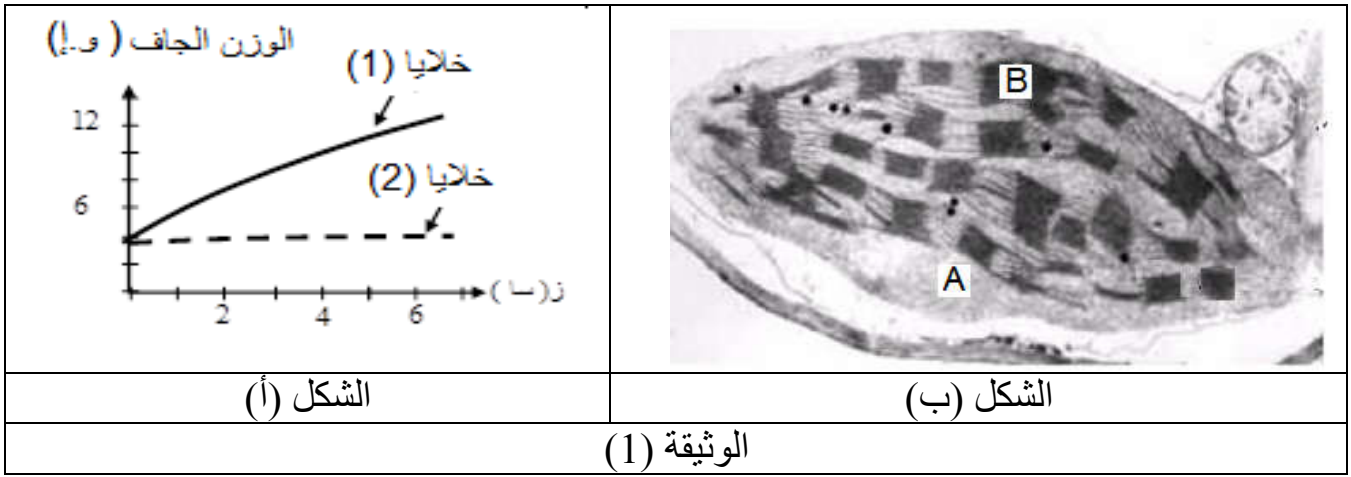 الوزن الجاف ( و.إ)
خلايا (1)
12
خلايا (2)
6
ز(سا)
2 4 6
B
A
الشكل (أ)
الشكل (ب)
الوثيقة (1)